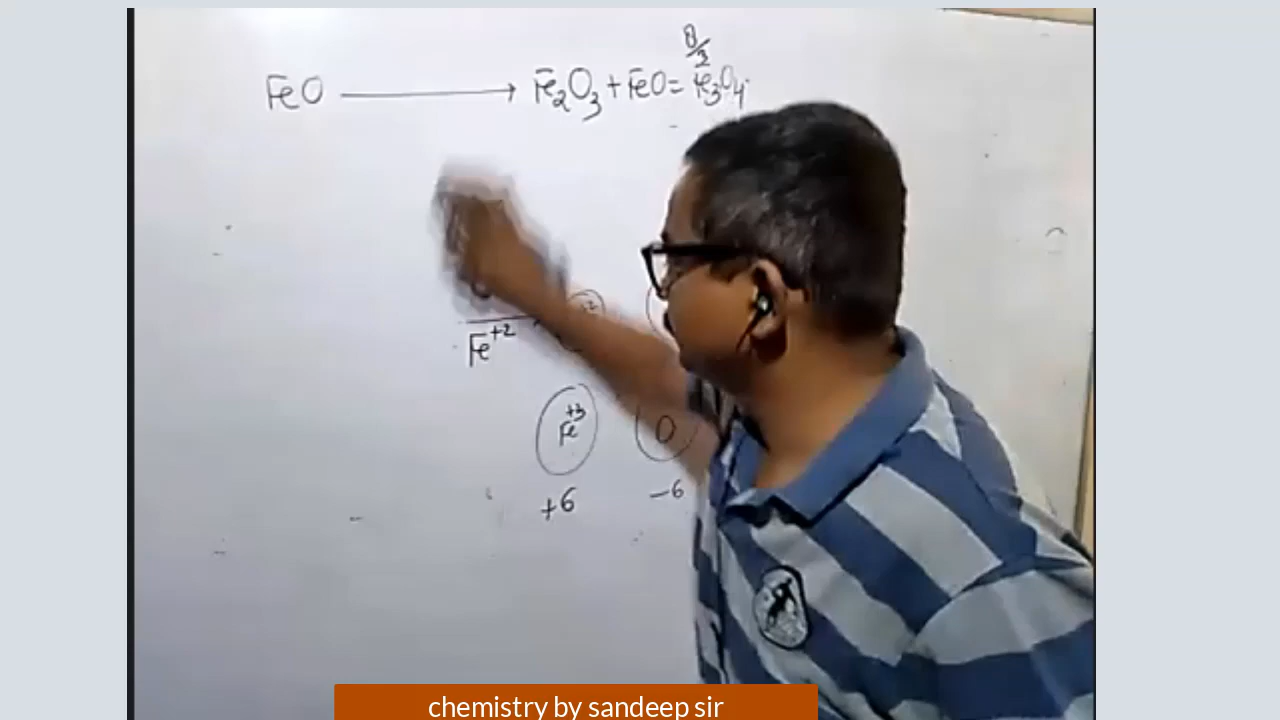 8/3
FeO → Fe2O3 + FeO = Fe3O4
Fe+2
Fe+3 O
+6 -6
chemistry by sandeep sir